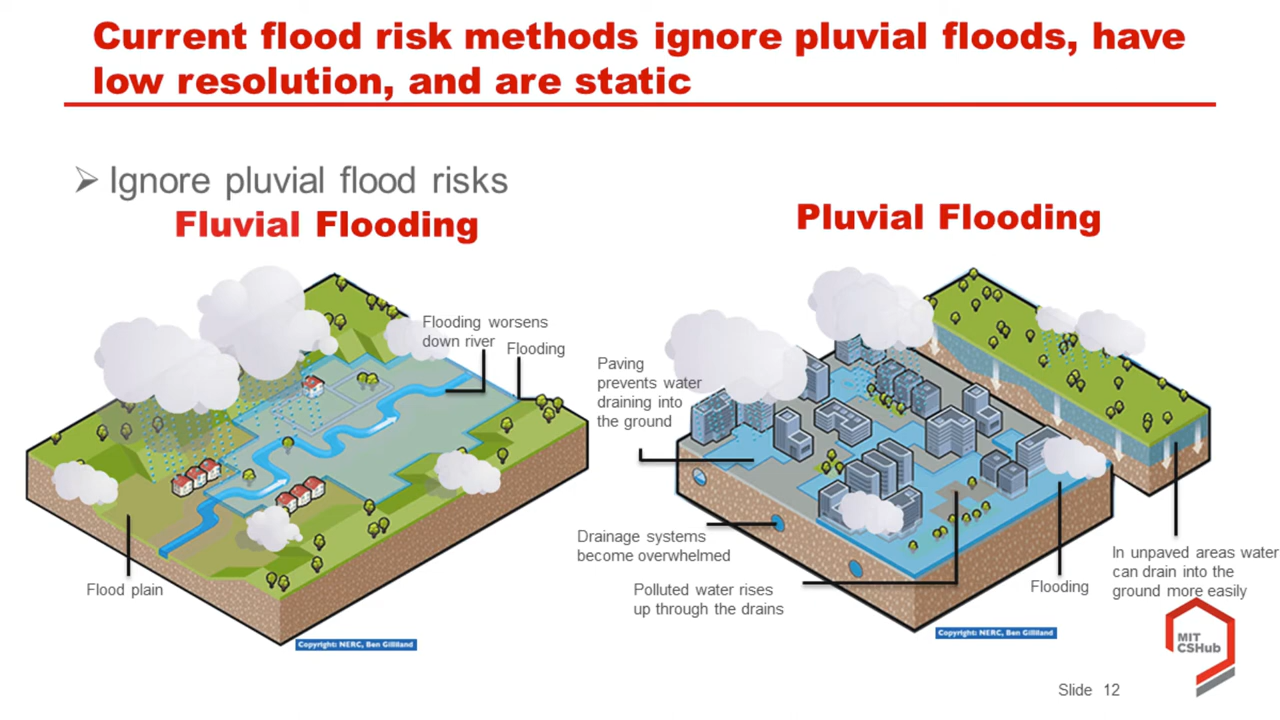 Current flood risk methods ignore pluvial floods, have
low resolution, and are static
➢ Ignore pluvial flood risks
Fluvial Flooding
Pluvial Flooding
Flooding worsens
down river
Flooding
Flood plain
Copyright: NERC, Ben Gilliland
Paving
prevents water
draining into
the ground
Drainage systems
become overwhelmed
Polluted water rises
up through the drains
Flooding
In unpaved areas water
can drain into the
ground more easily
Copyright: NERC, Ben Gilliland
MIT
CSHub
Slide 12